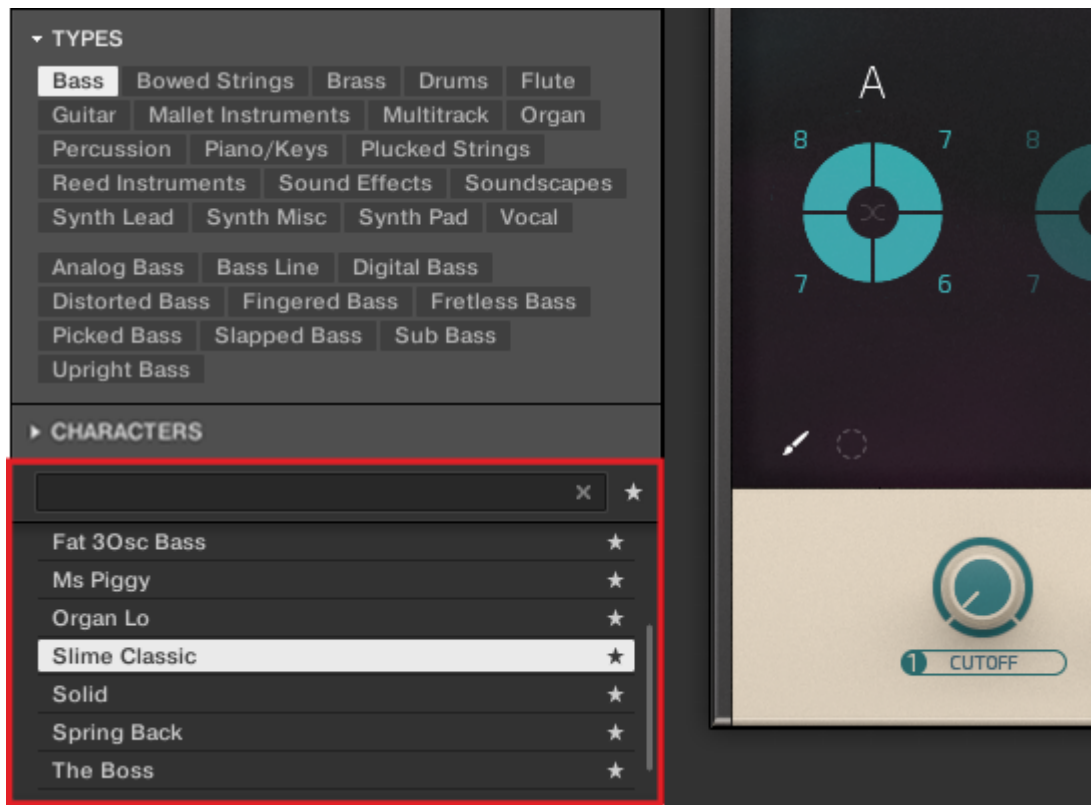 TYPES
Bass Bowed Strings Brass Drums Flute
Guitar Mallet Instruments Multitrack Organ
Percussion Piano/Keys Plucked Strings
Reed Instruments Sound Effects Soundscapes
Synth Lead Synth Misc Synth Pad Vocal
Analog Bass Bass Line Digital Bass
Distorted Bass Fingered Bass Fretless Bass
Picked Bass Slapped Bass Sub Bass
Upright Bass
CHARACTERS
Fat 3Osc Bass
Ms Piggy
Organ Lo
Slime Classic
Solid
Spring Back
The Boss
A
8 7 8
7 6 7
1 CUTOFF